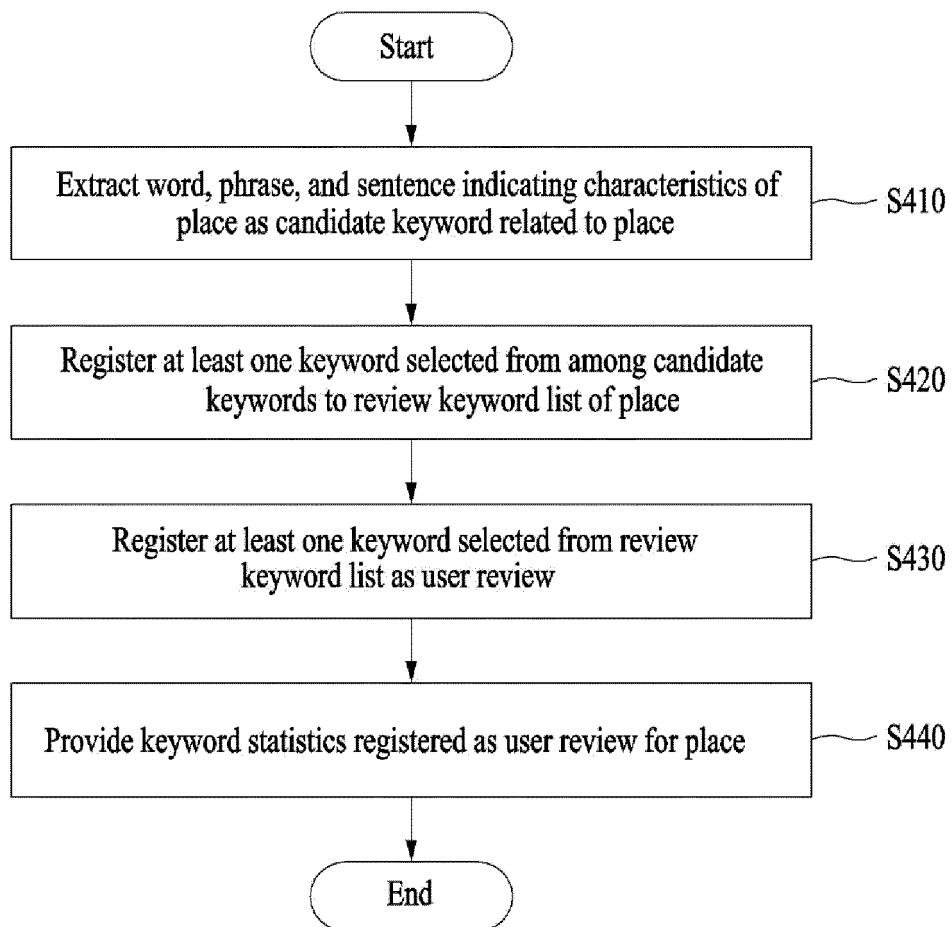 Start
Extract word, phrase, and sentence indicating characteristics of
place as candidate keyword related to place
S410
Register at least one keyword selected from among candidate
keywords to review keyword list of place
S420
Register at least one keyword selected from review
keyword list as user review
S430
Provide keyword statistics registered as user review for place
S440
End